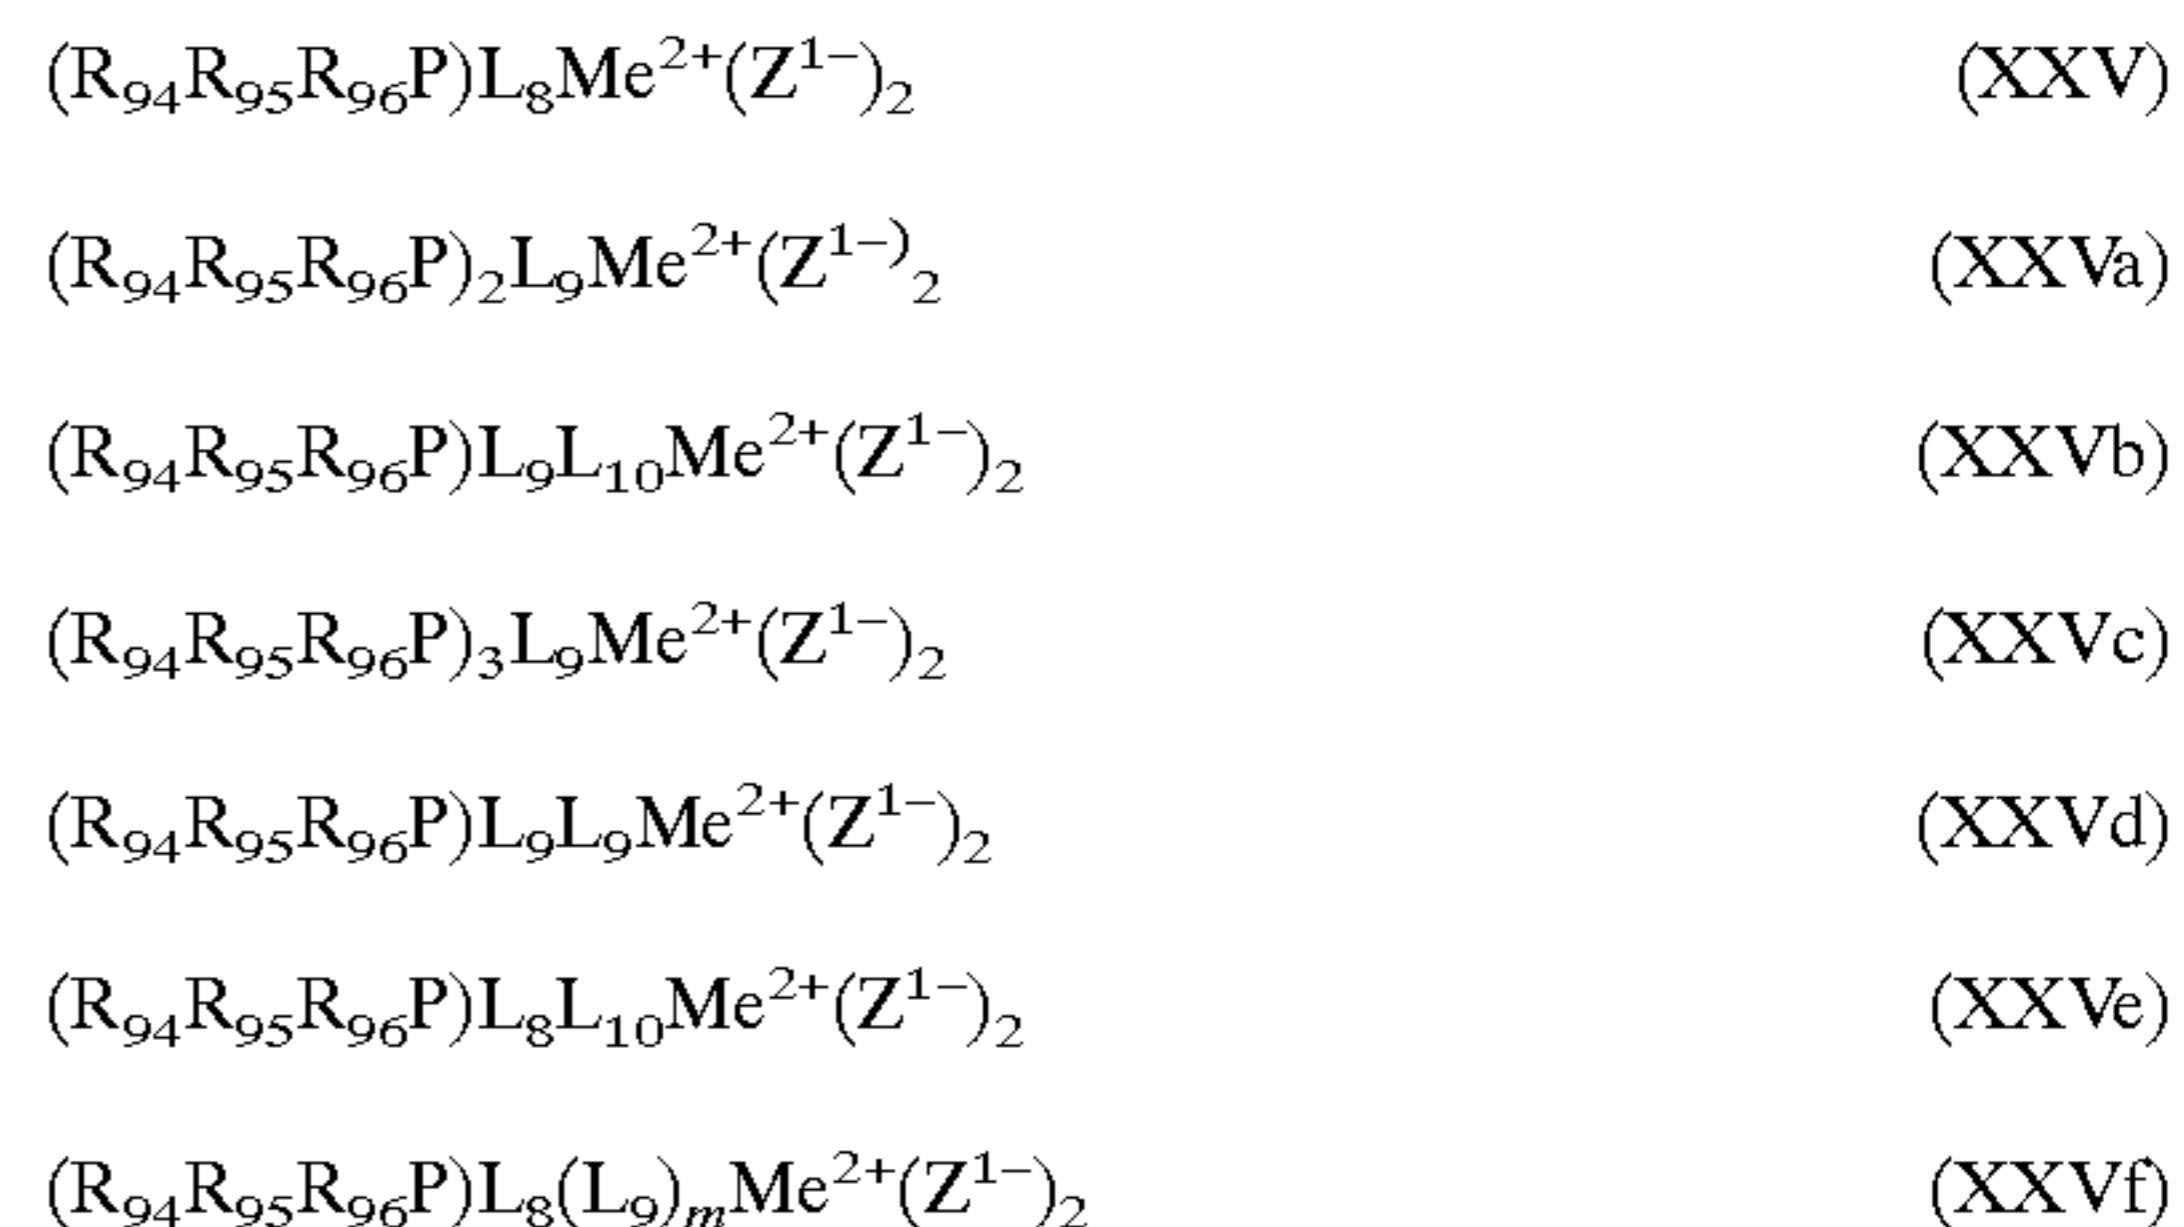 (R₉₄R₉₅R₉₆P)L₈Me²⁺(Z¹⁻)₂ (XXV)
(R₉₄R₉₅R₉₆P)₂L₉Me²⁺(Z¹⁻⁾₂ (XXVa)
(R₉₄R₉₅R₉₆P)L₉L₁₀Me²⁺(Z¹⁻)₂ (XXVb)
(R₉₄R₉₅R₉₆P)₃L₉Me²⁺(Z¹⁻)₂ (XXVc)
(R₉₄R₉₅R₉₆P)L₉L₉Me²⁺(Z¹⁻)₂ (XXVd)
(R₉₄R₉₅R₉₆P)L₈L₁₀Me²⁺(Z¹⁻)₂ (XXVe)
(R₉₄R₉₅R₉₆P)L₈(L₉)ₘMe²⁺(Z¹⁻)₂ (XXVf)